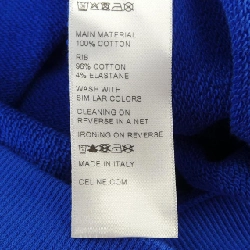 MAIN MATERIAL
100% COTTON
RIB
96% COTTON
4% ELASTANE
WASH WITH
SIMILAR COLORS
CLEANING ON
REVERSE IN A NET
IRONING ON REVERSE
MADE IN ITALY
CELINE.COM